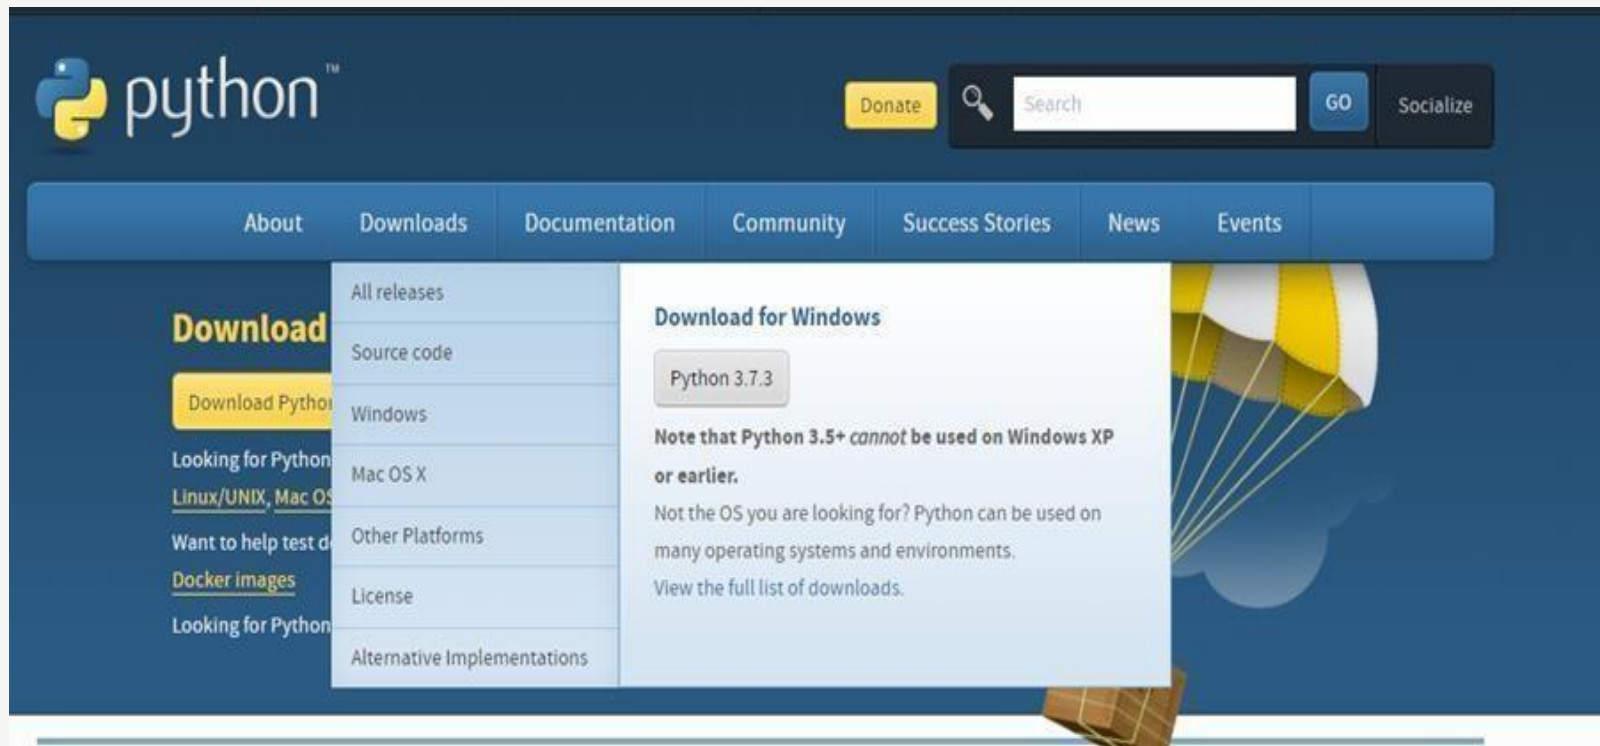 python™
Donate
Search
GO
Socialize
About
Downloads
Documentation
Community
Success Stories
News
Events
Download
Download Pytho
Looking for Python
Linux/UNIX, Mac OS
Want to help test d
Docker images
Looking for Python
All releases
Source code
Windows
Mac OS X
Other Platforms
License
Alternative Implementations
Download for Windows
Python 3.7.3
Note that Python 3.5+ cannot be used on Windows XP
or earlier.
Not the OS you are looking for? Python can be used on
many operating systems and environments.
View the full list of downloads.